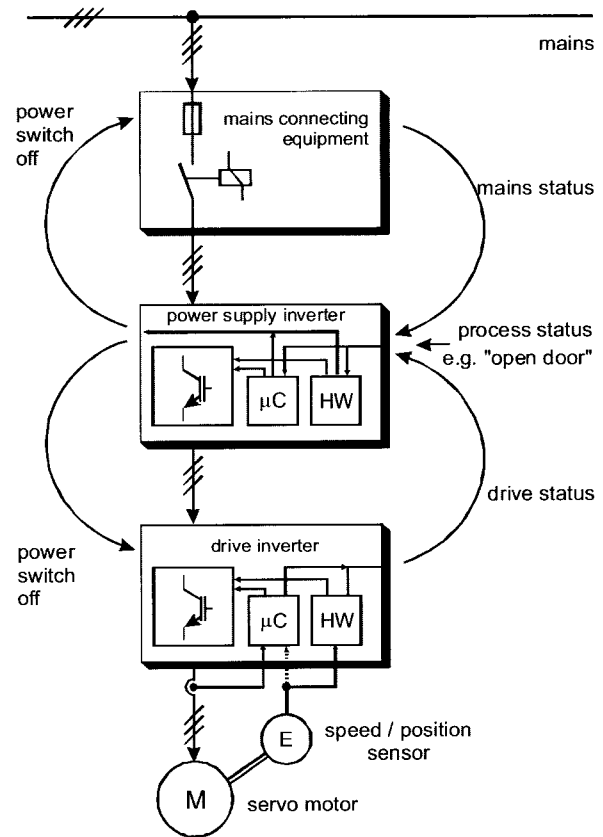 mains
power
switch
off
mains connecting
equipment
mains status
power supply inverter
process status
e.g. "open door"
µC
HW
drive status
power
switch
off
drive inverter
µC
HW
E
speed / position
sensor
M
servo motor